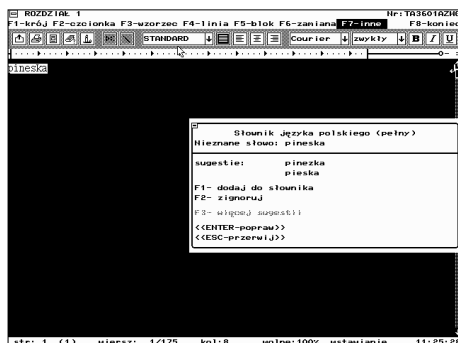 ROZDZIAŁ 1 Nr:TA3601AZW
F1-krój F2-czcionka F3-wzorzec F4-linia F5-blok F6-zamiana F7-inne F8-koniec
STANDARD Courier zwykły B I U
pineska
Słownik języka polskiego (pełny)
Nieznane słowo: pineska
sugestie: pinezka
pieska
F1- dodaj do słownika
F2- zignoruj
F3- więcej sugestii
<<ENTER-popraw>>
<<ESC-przerwij>>
str: 1 (1) wiersz: 1/175 kol:8 wolne:100% wstawianie 11:25:28